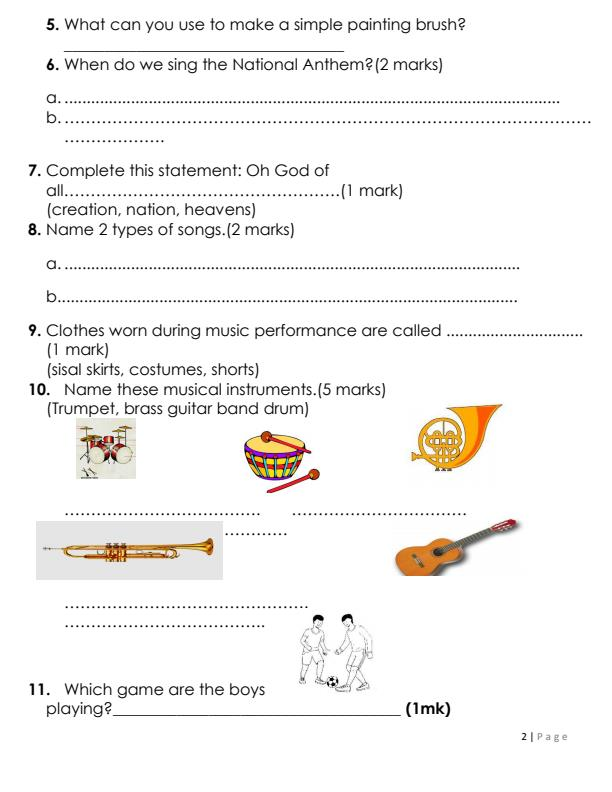 5. What can you use to make a simple painting brush?
___________________________________
6. When do we sing the National Anthem?(2 marks)
a. ................................................................................................................
b. ……………………………………………………………………………………
………………
7. Complete this statement: Oh God of
all……………………………………………(1 mark)
(creation, nation, heavens)
8. Name 2 types of songs.(2 marks)
a. .......................................................................................................
b........................................................................................................
9. Clothes worn during music performance are called ...............................
(1 mark)
(sisal skirts, costumes, shorts)
10. Name these musical instruments.(5 marks)
(Trumpet, brass guitar band drum)
……………………………… ……………………………
…………
………………………………………
……………………………….
11. Which game are the boys
playing?____________________________________ (1mk)
2 | Page